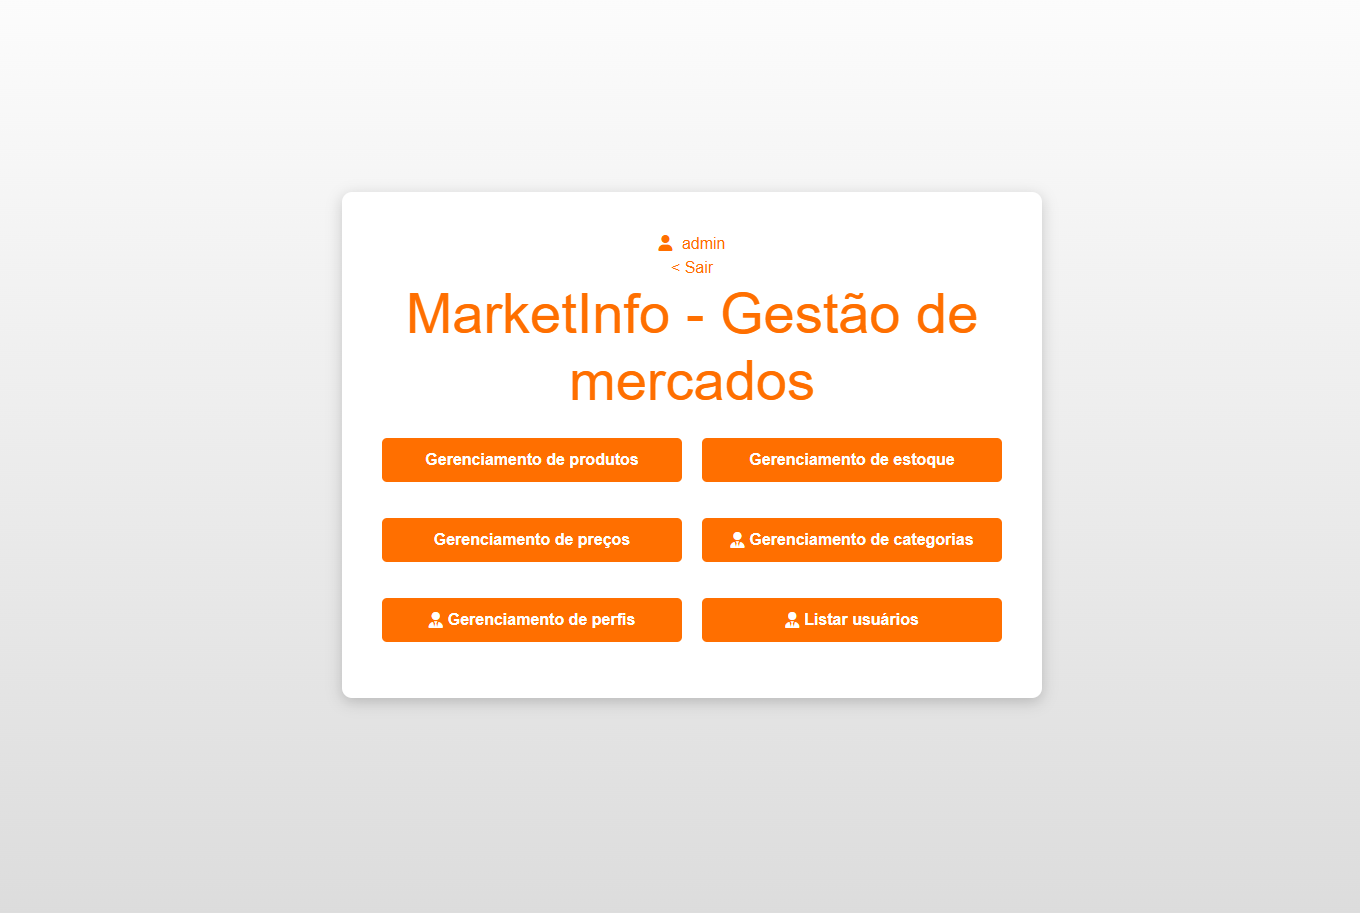 admin
< Sair
MarketInfo - Gestão de
mercados
Gerenciamento de produtos
Gerenciamento de estoque
Gerenciamento de preços
Gerenciamento de categorias
Gerenciamento de perfis
Listar usuários